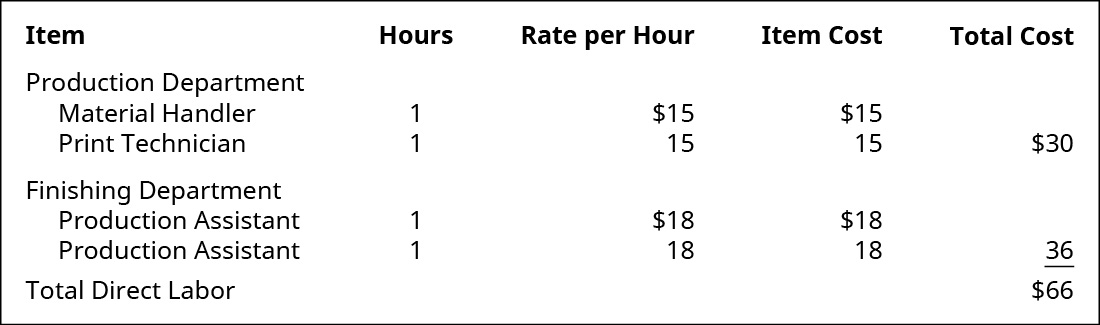 Item Hours Rate per Hour Item Cost Total Cost
Production Department
Material Handler 1 $15 $15
Print Technician 1 15 15 $30
Finishing Department
Production Assistant 1 $18 $18
Production Assistant 1 18 18 36
Total Direct Labor $66